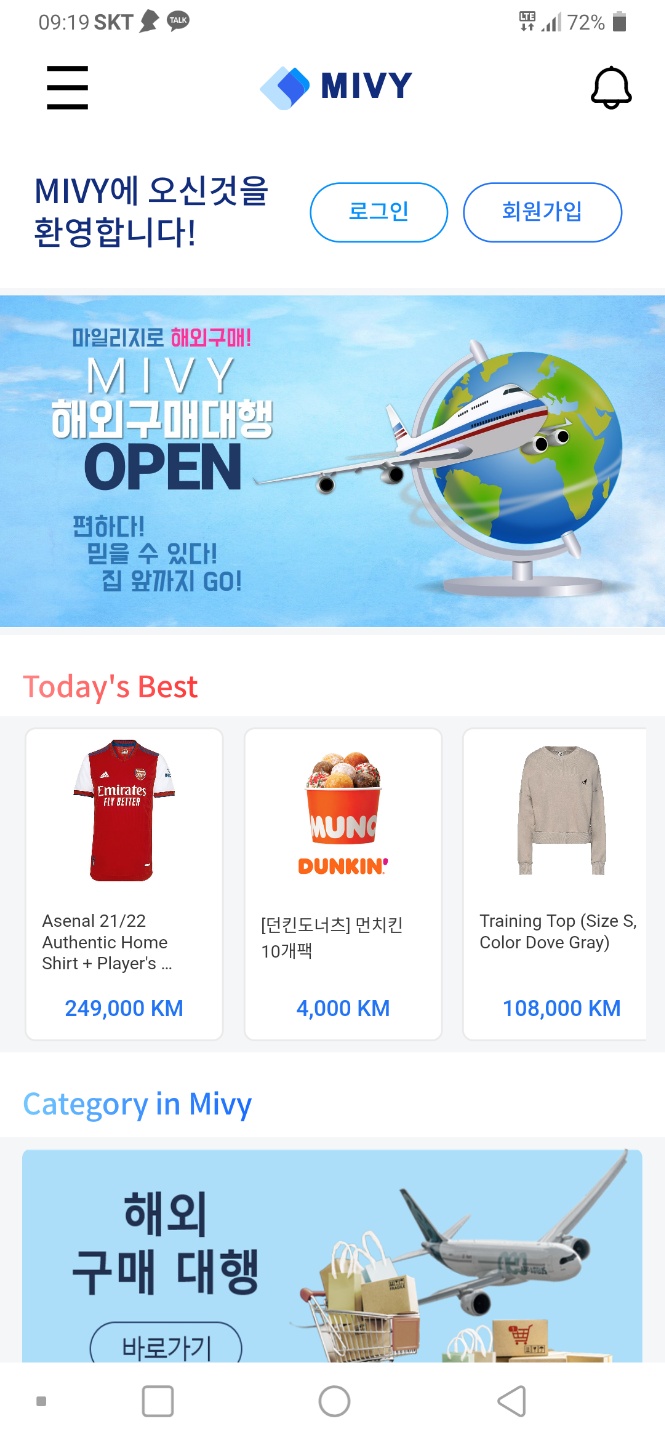 09:19 SKT TALK LTE 72%
MIVY
MIVY에 오신것을
환영합니다!
로그인 회원가입
마일리지로 해외구매!
MIVY
해외구매대행
OPEN
편하다!
믿을 수 있다!
집 앞까지 GO!
Today's Best
Emirates
FLY BETTER
Asenal 21/22
Authentic Home
Shirt + Player's ...
249,000 KM
MUNC
DUNKIN'
[던킨도너츠] 먼치킨
10개팩
4,000 KM
Training Top (Size S,
Color Dove Gray)
108,000 KM
Category in Mivy
해외
구매 대행
바로가기